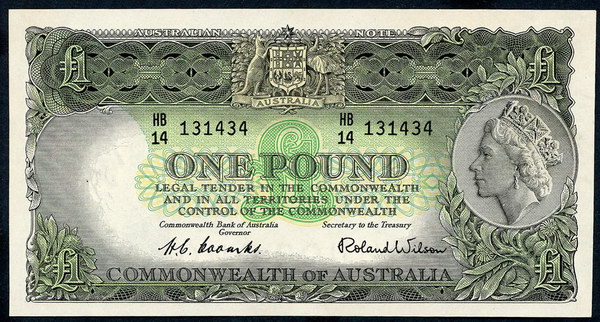 AUSTRALIAN NOTE
£1 £1
AUSTRALIA
HB 14 131434 HB 14 131434
ONE POUND
LEGAL TENDER IN THE COMMONWEALTH
AND IN ALL TERRITORIES UNDER THE
CONTROL OF THE COMMONWEALTH
Commonwealth Bank of Australia Secretary to the Treasury
Governor
H.C. Coombs. Roland Wilson
£1 £1
COMMONWEALTH OF AUSTRALIA